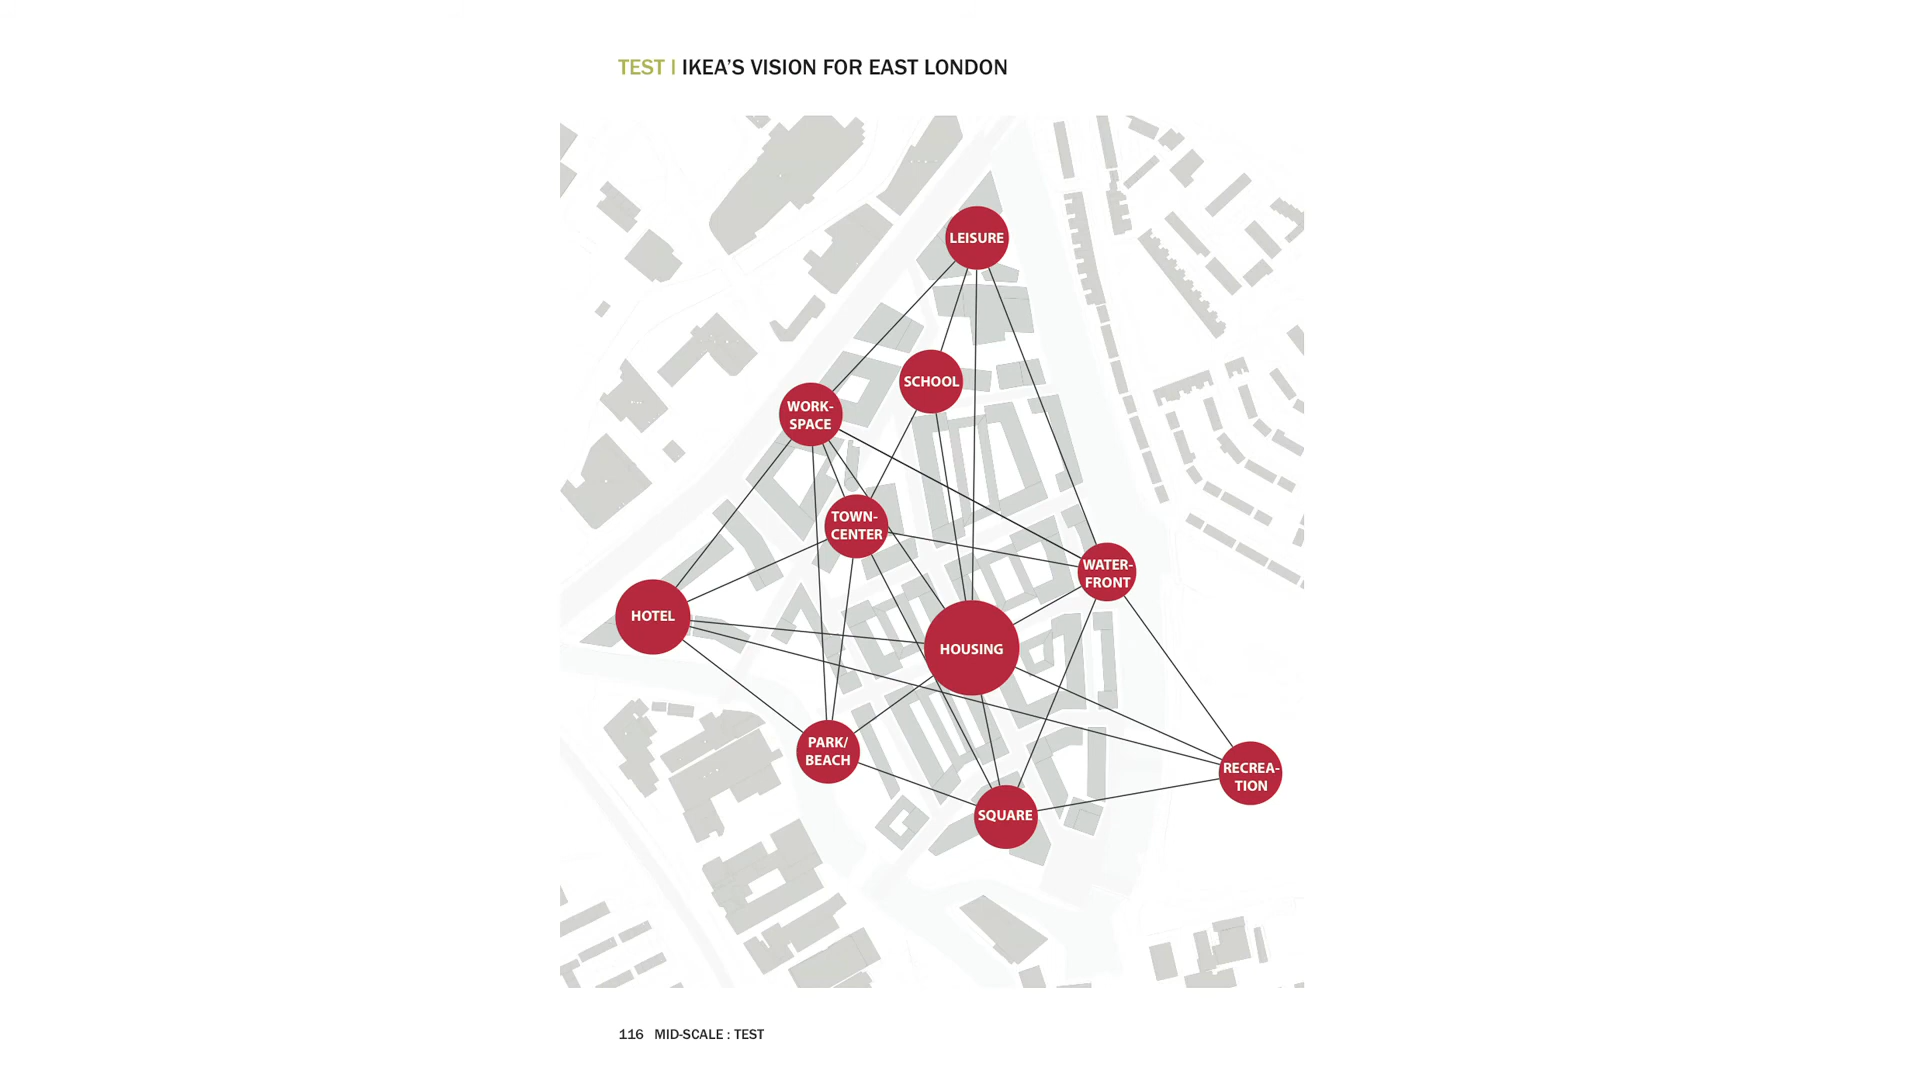 TEST I IKEA'S VISION FOR EAST LONDON
LEISURE
SCHOOL
WORK-
SPACE
TOWN-
CENTER
WATER-
FRONT
HOTEL
HOUSING
PARK/
BEACH
RECREA-
TION
SQUARE
116 MID-SCALE : TEST